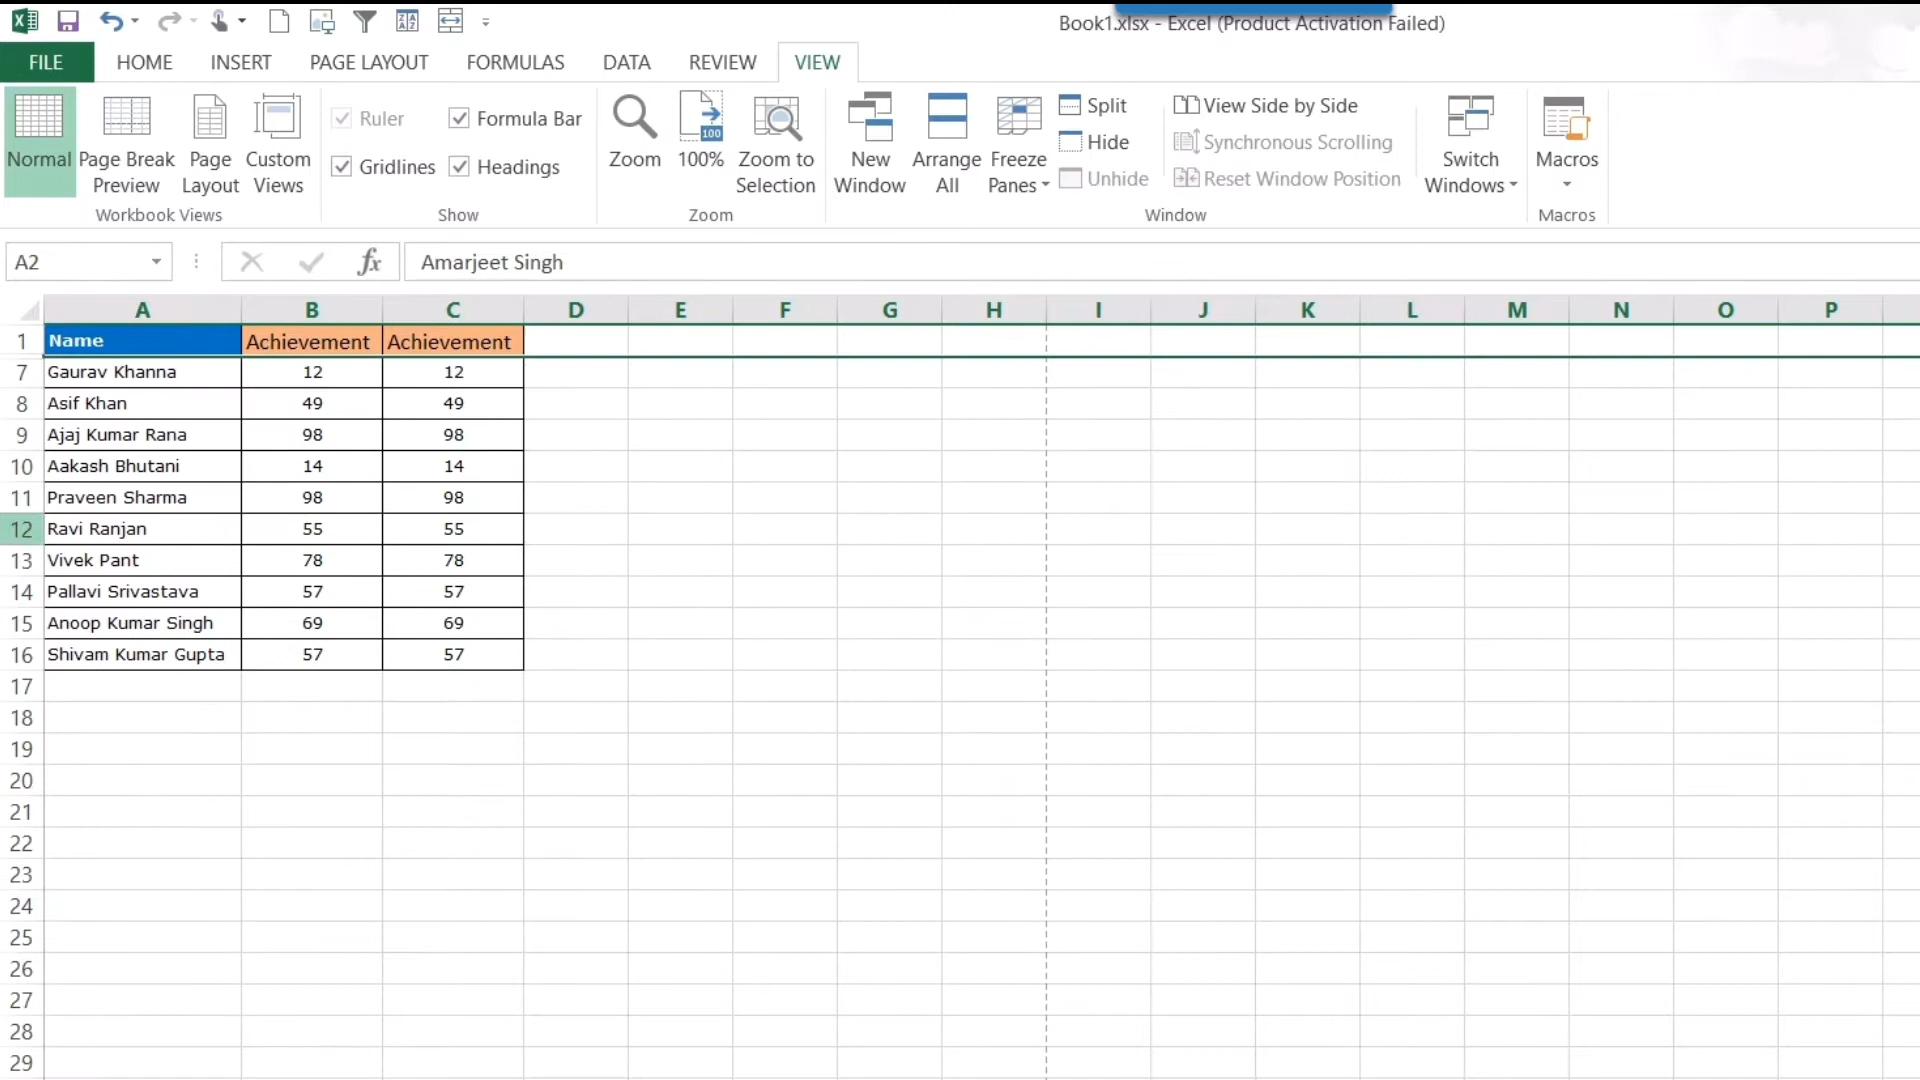 Book1.xlsx - Excel (Product Activation Failed)
FILE HOME INSERT PAGE LAYOUT FORMULAS DATA REVIEW VIEW
Normal
Page Break Preview
Page Layout
Custom Views
Workbook Views
Ruler
Formula Bar
Gridlines
Headings
Show
Zoom
100
100%
Zoom to Selection
Zoom
New Window
Arrange All
Freeze Panes
Split
Hide
Unhide
View Side by Side
Synchronous Scrolling
Reset Window Position
Window
Switch Windows
Macros
Macros
A2 fx Amarjeet Singh
A B C D E F G H I J K L M N O P
1 Name Achievement Achievement
7 Gaurav Khanna 12 12
8 Asif Khan 49 49
9 Ajaj Kumar Rana 98 98
10 Aakash Bhutani 14 14
11 Praveen Sharma 98 98
12 Ravi Ranjan 55 55
13 Vivek Pant 78 78
14 Pallavi Srivastava 57 57
15 Anoop Kumar Singh 69 69
16 Shivam Kumar Gupta 57 57
17
18
19
20
21
22
23
24
25
26
27
28
29